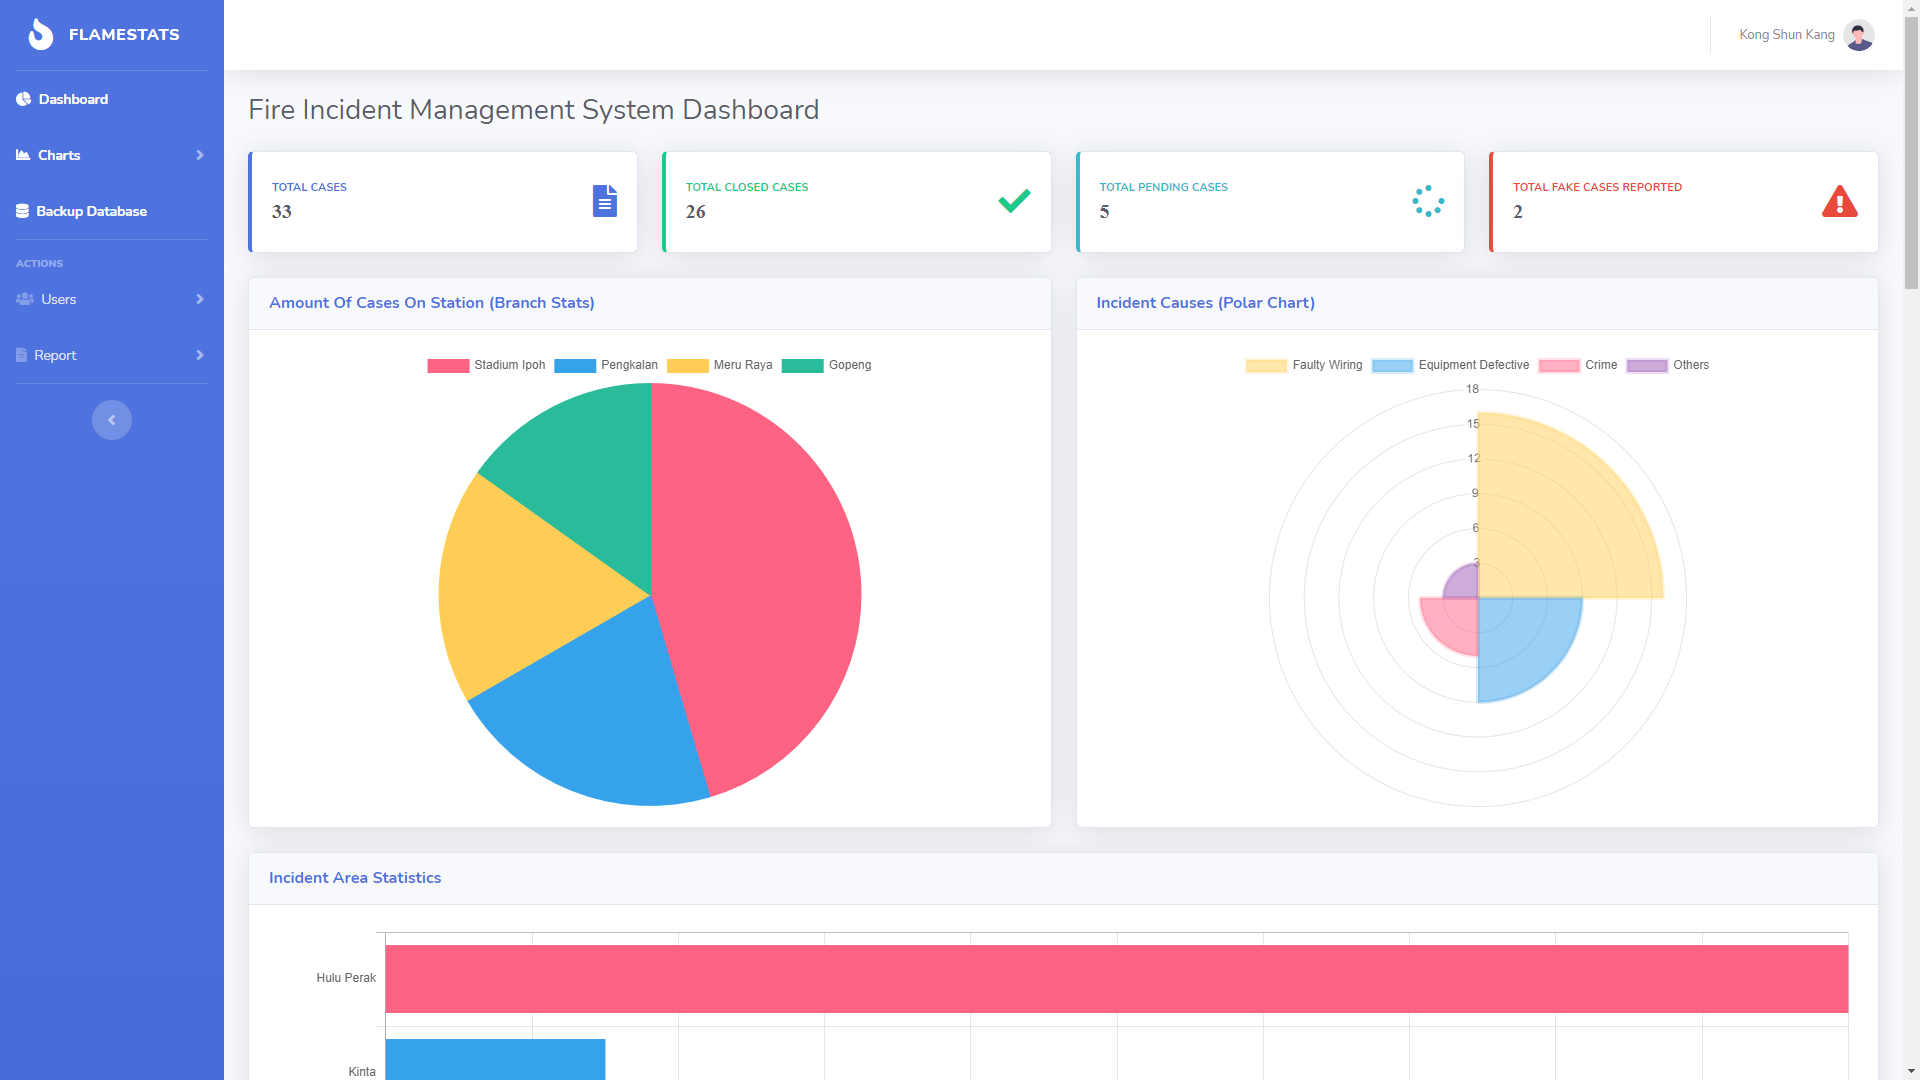 FLAMESTATS
Kong Shun Kang
Dashboard
Charts
Backup Database
ACTIONS
Users
Report
Fire Incident Management System Dashboard
TOTAL CASES
33
TOTAL CLOSED CASES
26
TOTAL PENDING CASES
5
TOTAL FAKE CASES REPORTED
2
Amount Of Cases On Station (Branch Stats)
Stadium Ipoh Pengkalan Meru Raya Gopeng
Incident Causes (Polar Chart)
Faulty Wiring Equipment Defective Crime Others
18
15
12
9
6
3
Incident Area Statistics
Hulu Perak
Kinta